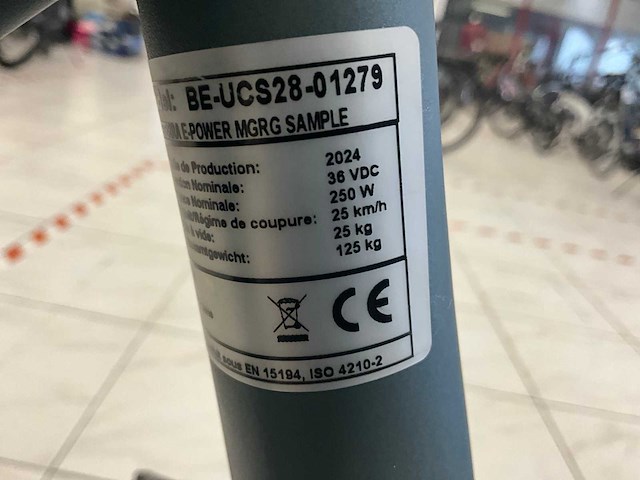 BE-UCS28-01279
E-POWER MGRG SAMPLE
de Production: 2024
Nominale: 36 VDC
Nominale: 250 W
/Régime de coupure: 25 km/h
à vide: 25 kg
125 kg
CE
sous EN 15194, ISO 4210-2